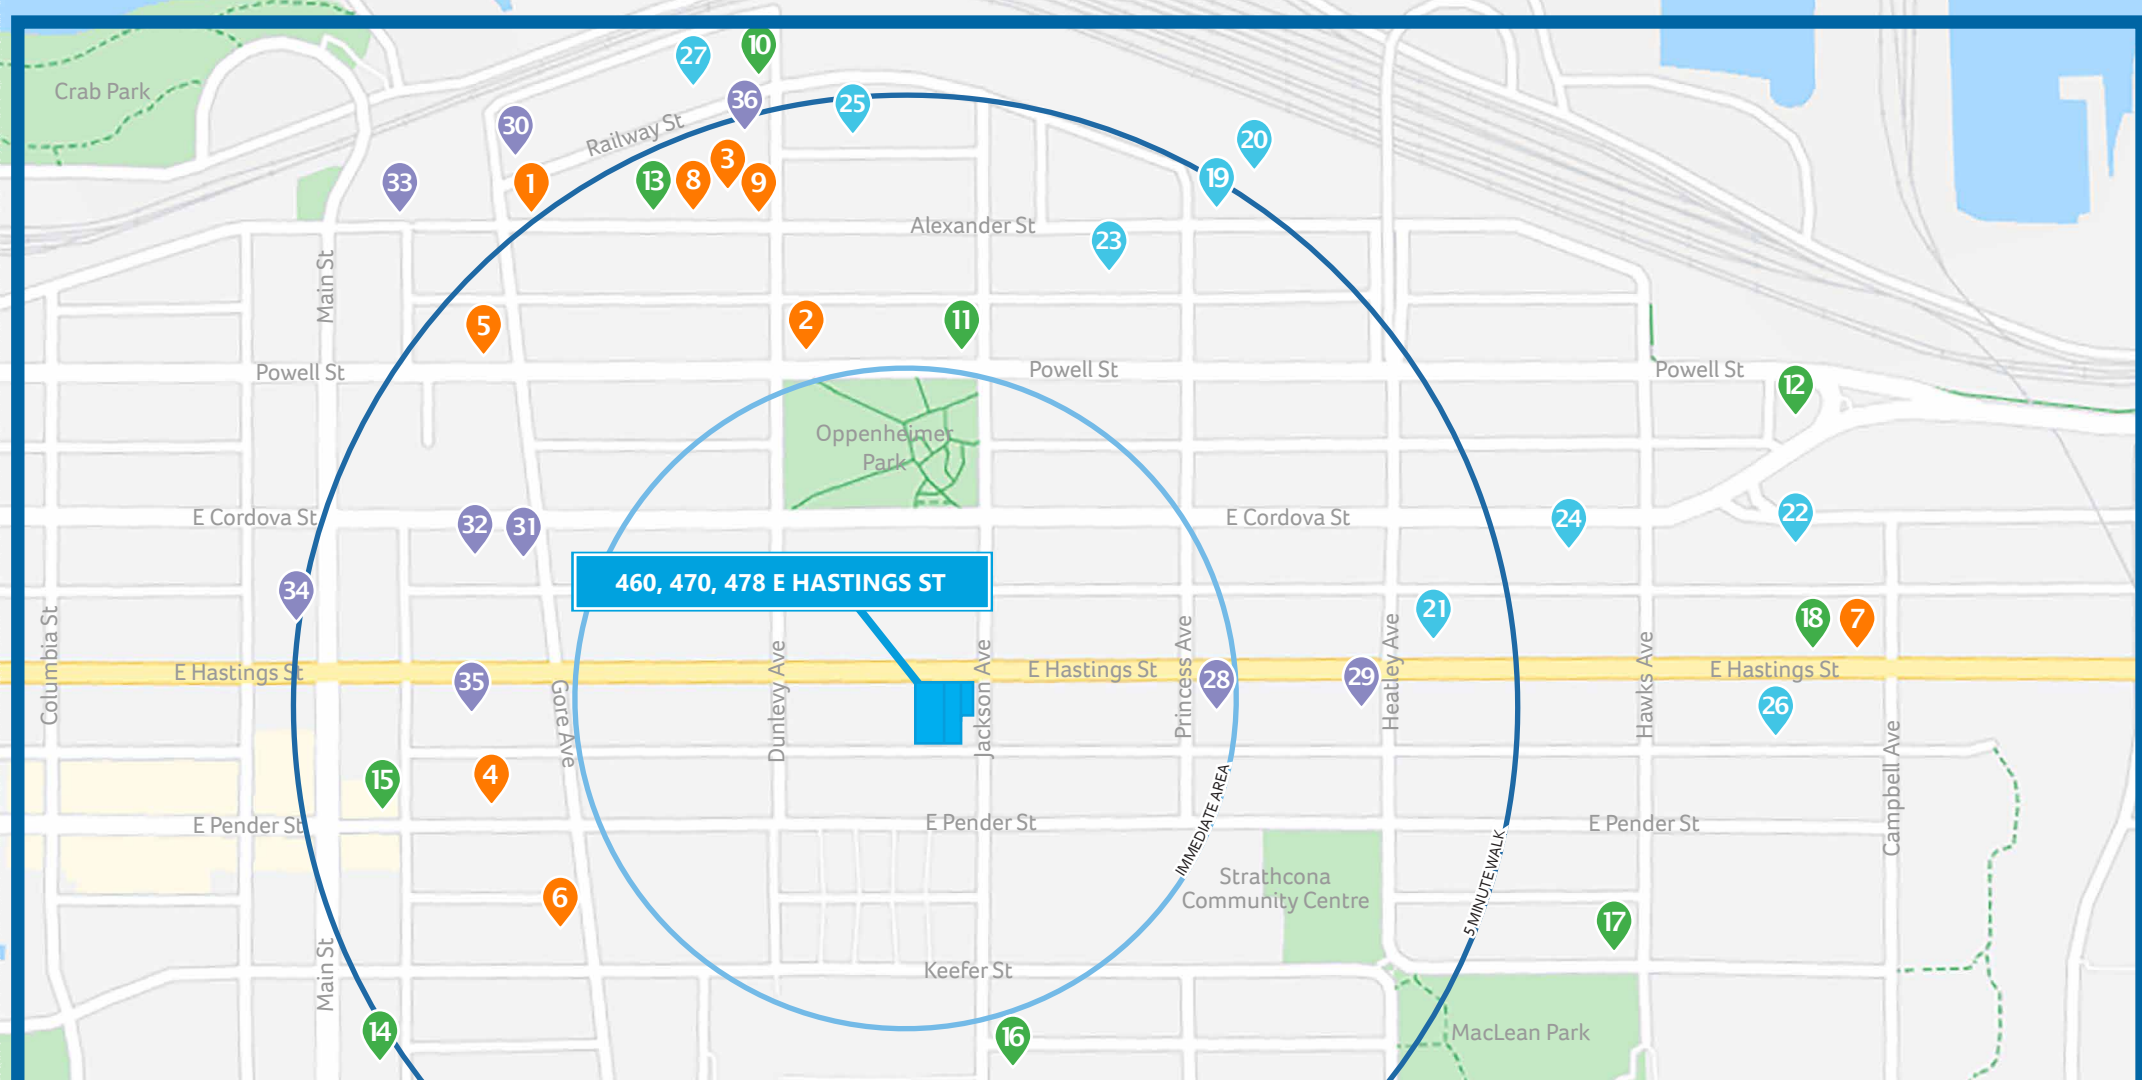 10
27
Crab Park
36
25
30
Railway St
20
3
33
1
13
8
9
19
Alexander St
23
Main St
5
2
11
Powell St
Powell St
Powell St
12
Oppenheimer
Park
E Cordova St
32
31
E Cordova St
24
22
460, 470, 478 E HASTINGS ST
34
21
18
7
Columbia St
E Hastings St
35
Gore Ave
Dunlevy Ave
Jackson Ave
E Hastings St
Princess Ave
28
29
Heatley Ave
Hawks Ave
E Hastings St
26
15
4
IMMEDIATE AREA
Campbell Ave
E Pender St
E Pender St
E Pender St
5 MINUTE WALK
6
Strathcona
Community Centre
17
Main St
Keefer St
14
16
MacLean Park